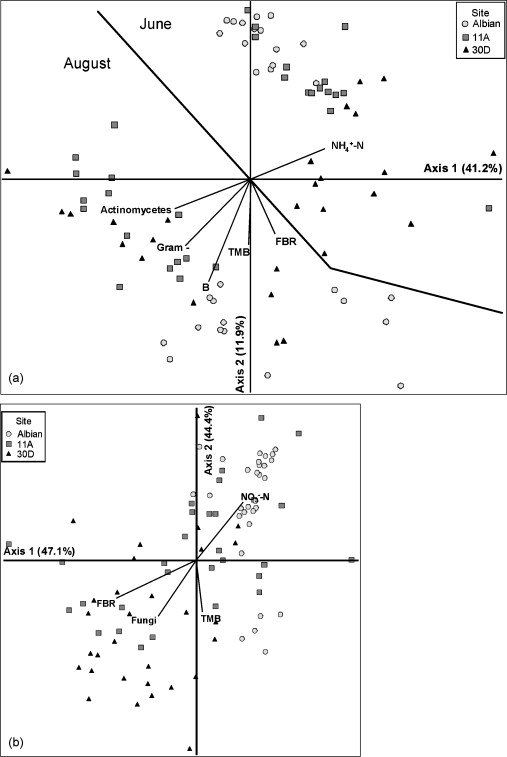 June
August
Site
Albian
11A
30D
NH₄⁺-N
Axis 1 (41.2%)
Actinomycetes
Gram -
B
TMB
FBR
Axis 2 (11.9%)
(a)
Site
Albian
11A
30D
Axis 2 (44.4%)
NO₃⁻-N
Axis 1 (47.1%)
FBR
Fungi
TMB
(b)